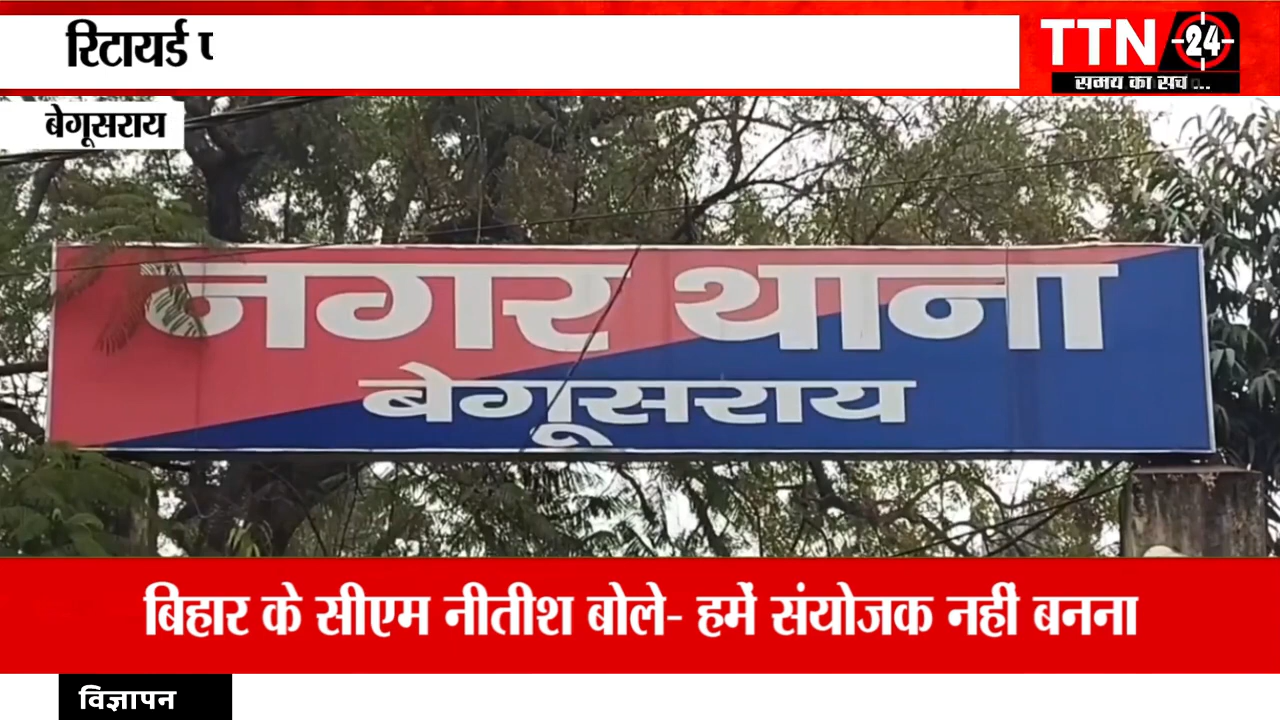 रिटायर्ड
TTN 24
समय का सच ...
बेगूसराय
नगर थाना
बेगूसराय
बिहार के सीएम नीतीश बोले- हमें संयोजक नहीं बनना
विज्ञापन